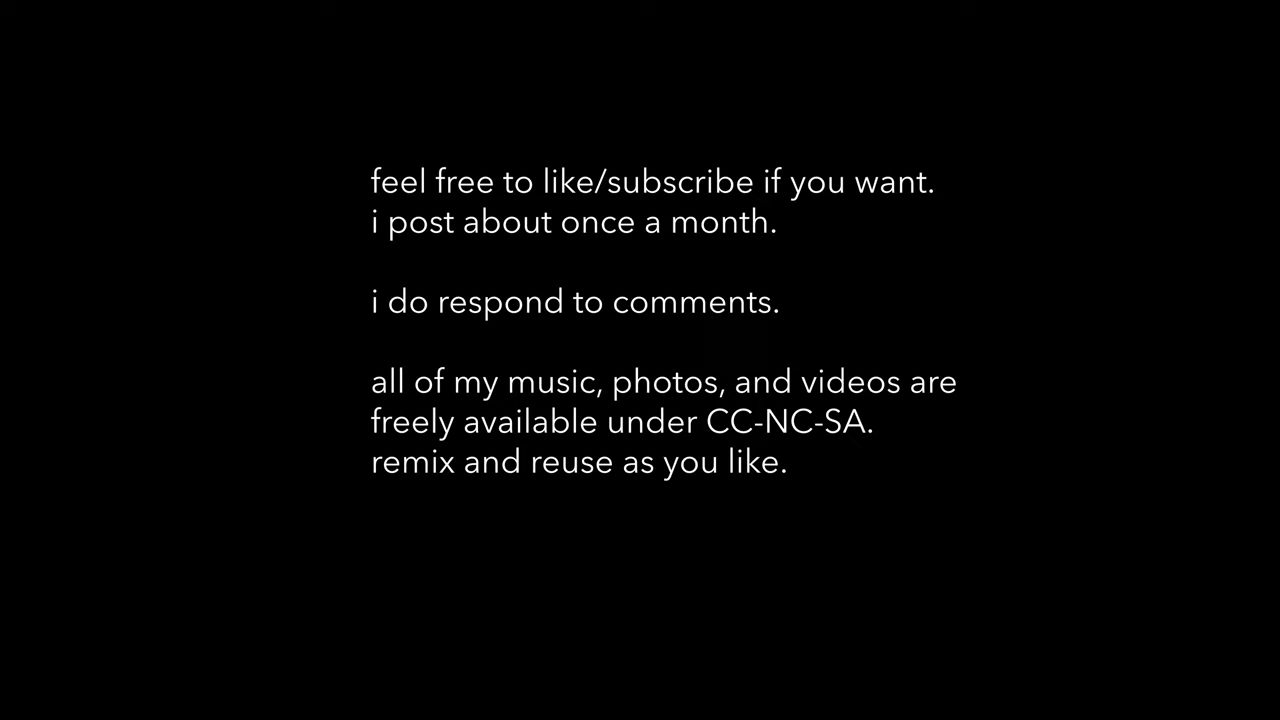 feel free to like/subscribe if you want.
i post about once a month.
i do respond to comments.
all of my music, photos, and videos are
freely available under CC-NC-SA.
remix and reuse as you like.